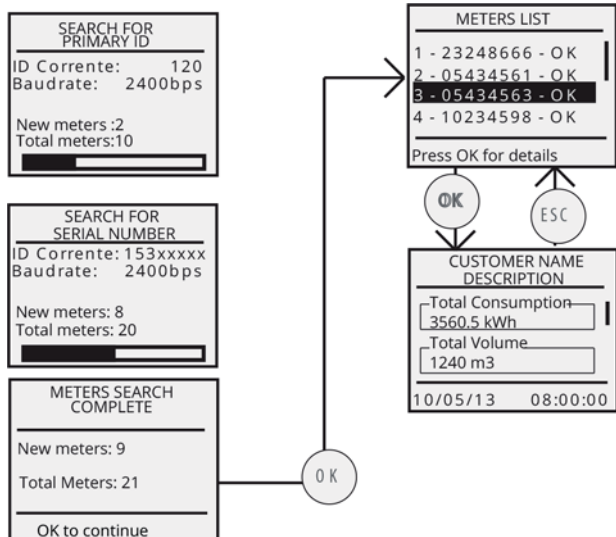 SEARCH FOR
PRIMARY ID
ID Corrente: 120
Baudrate: 2400bps
New meters :2
Total meters:10
SEARCH FOR
SERIAL NUMBER
ID Corrente: 153xxxxx
Baudrate: 2400bps
New meters: 8
Total meters: 20
METERS SEARCH
COMPLETE
New meters: 9
Total Meters: 21
OK to continue
OK
METERS LIST
1 - 23248666 - OK
2 - 05434561 - OK
3 - 05434563 - OK
4 - 10234598 - OK
Press OK for details
OK
ESC
CUSTOMER NAME
DESCRIPTION
Total Consumption
3560.5 kWh
Total Volume
1240 m3
10/05/13 08:00:00